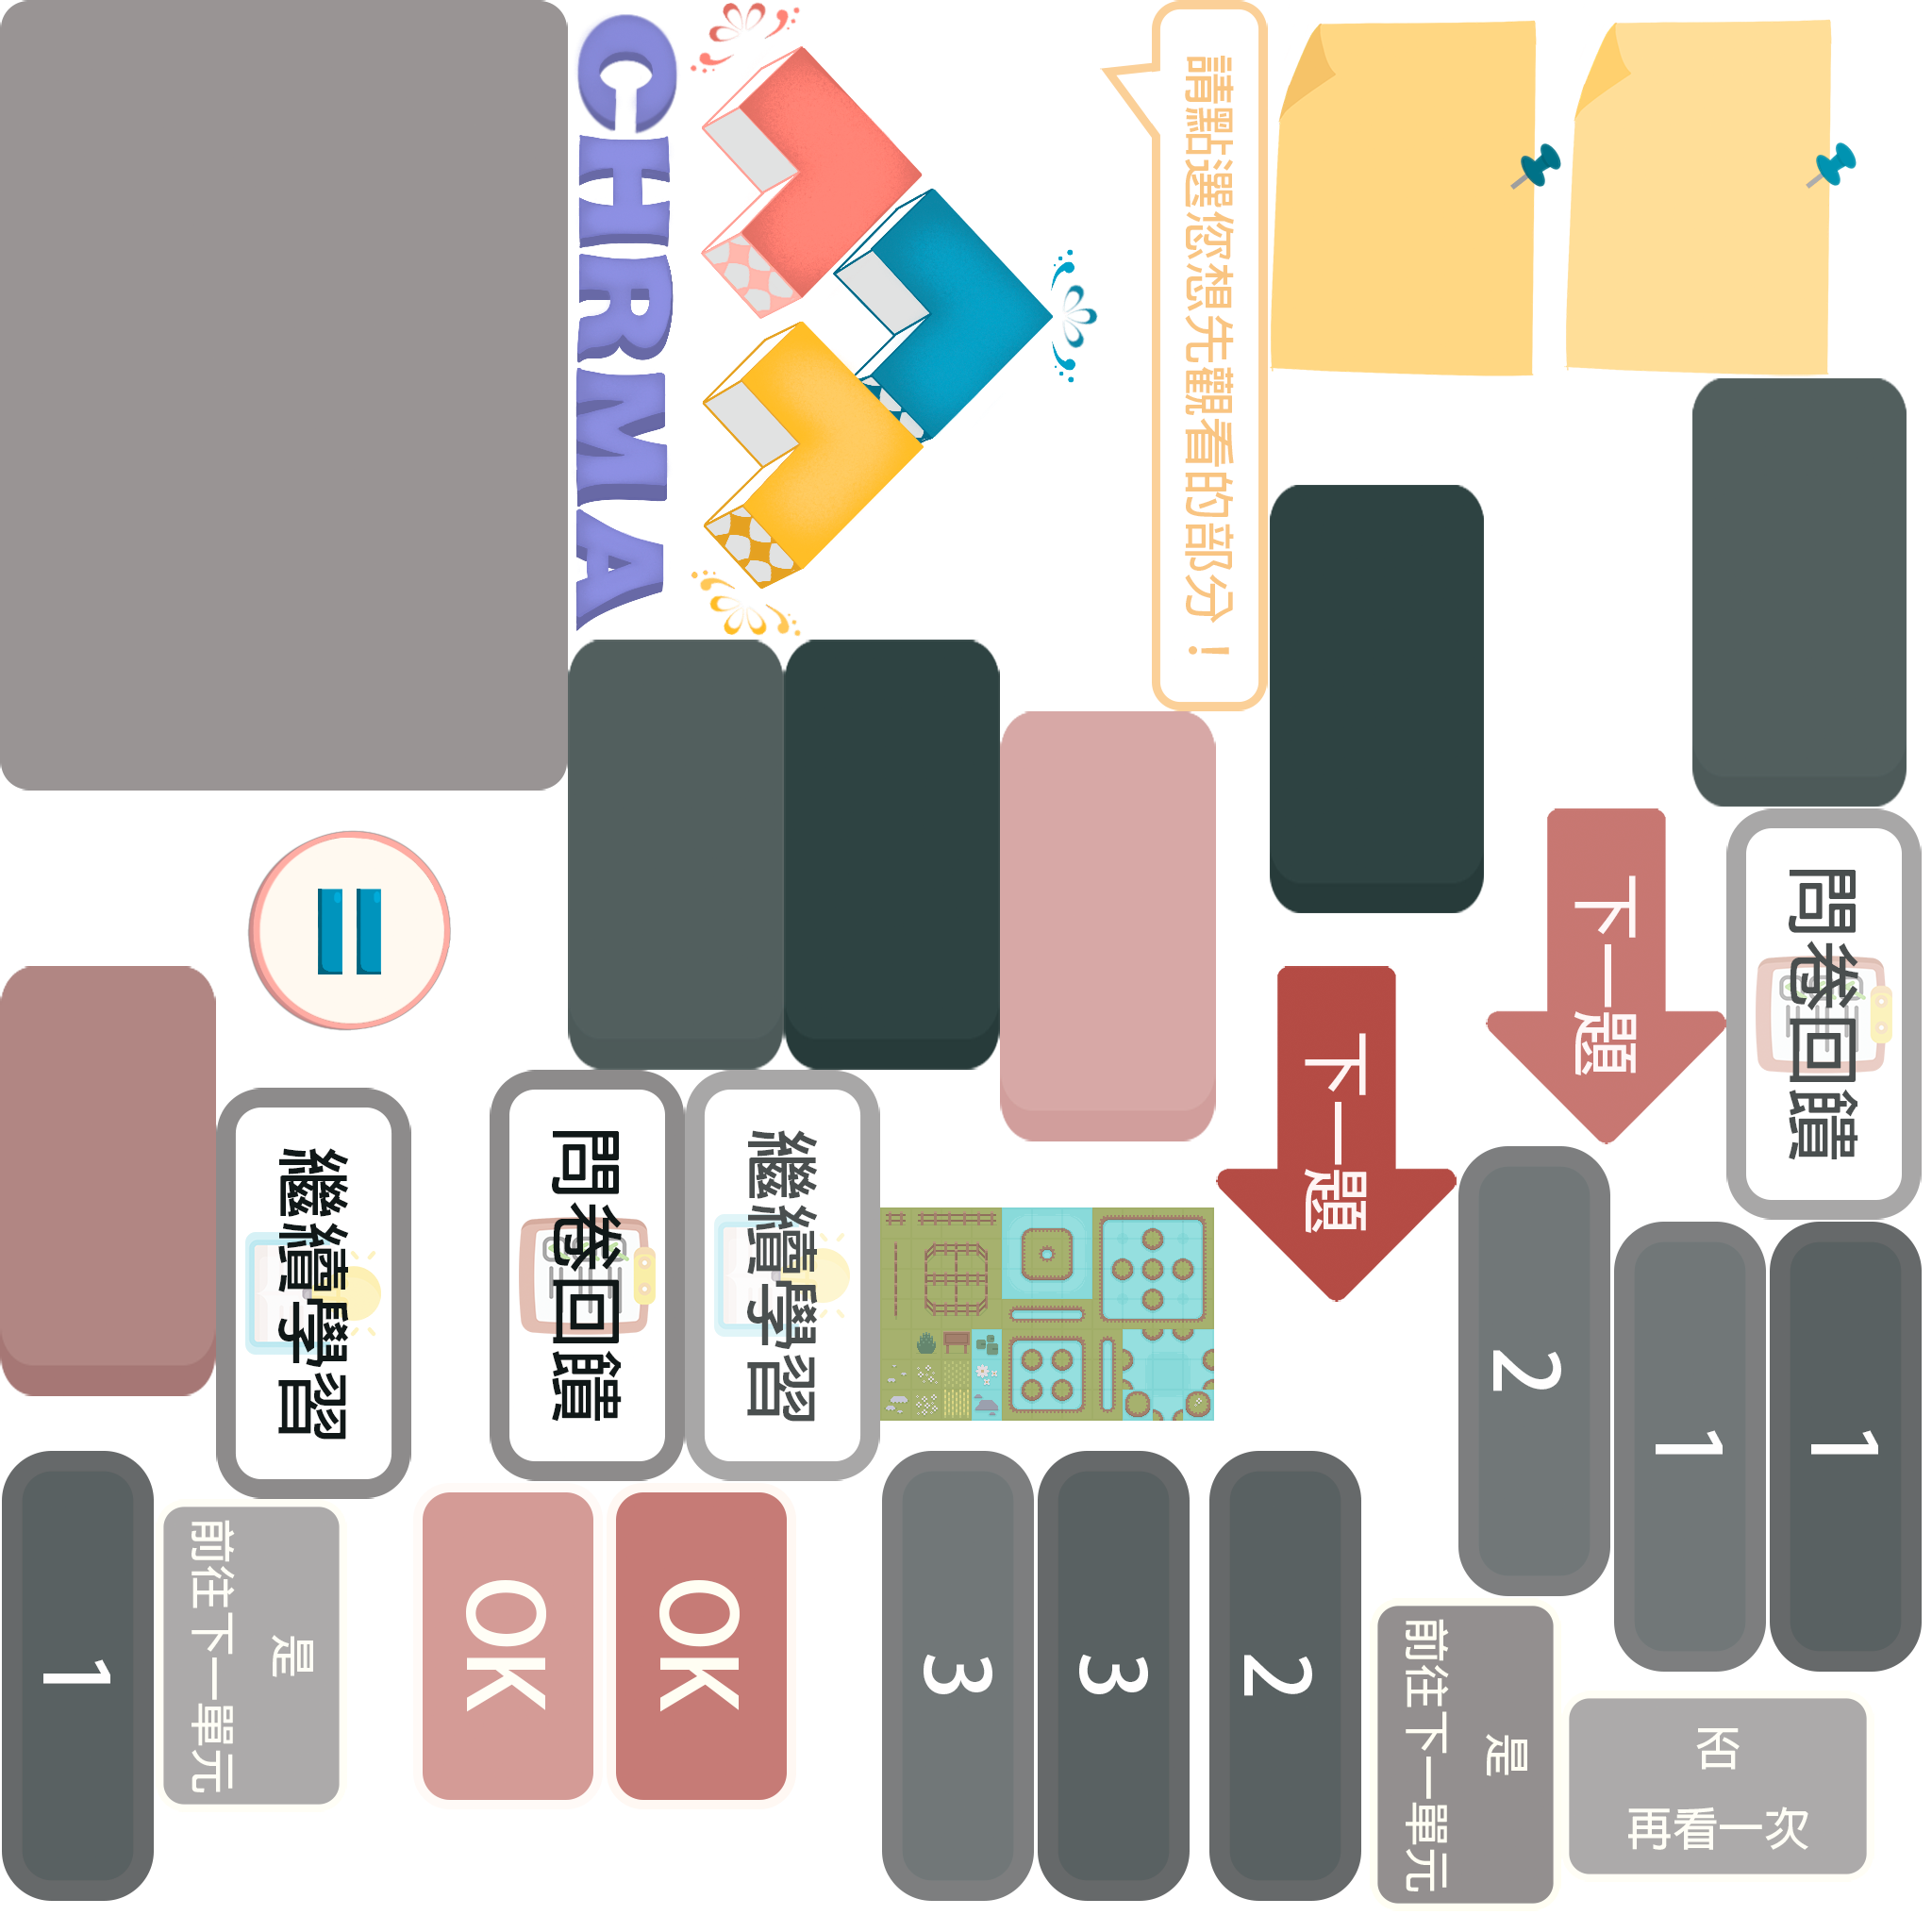 CHRMA
請點選您想先觀看的部分！
下一題
問卷回饋
下一題
繼續學習
問卷回饋
繼續學習
2
1
1
1
是
前往下一單元
OK
OK
3
3
2
是
前往下一單元
否
再看一次